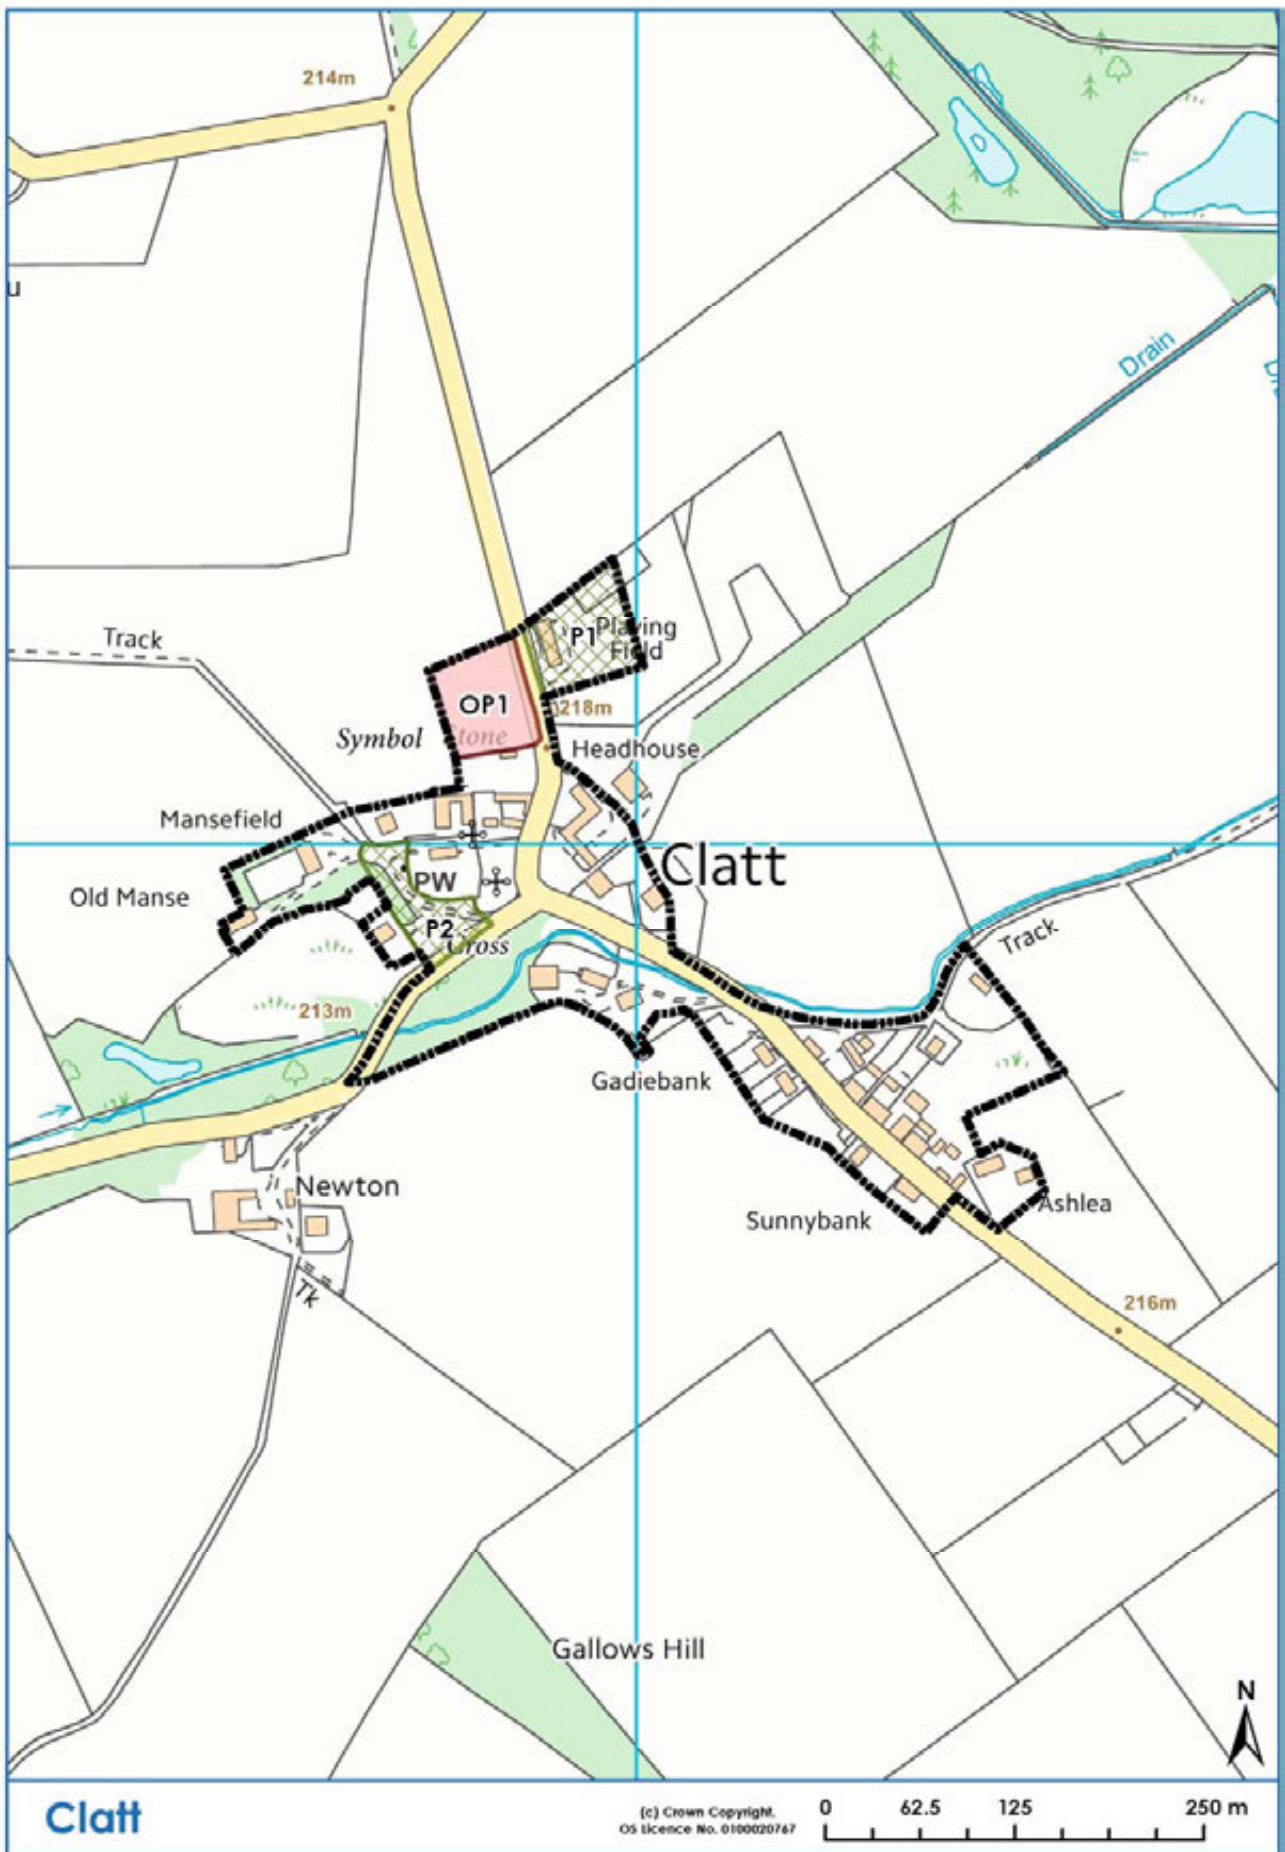 214m
u
Drain
Track
P1
Playing
Field
OP1
218m
Symbol Stone
Headhouse
Mansefield
Clatt
PW
Old Manse
P2
Cross
Track
213m
Gadiebank
Newton
Ashlea
Sunnybank
Tk
216m
Gallows Hill
N
Clatt
(c) Crown Copyright.
OS Licence No. 0100020767
0 62.5 125 250 m